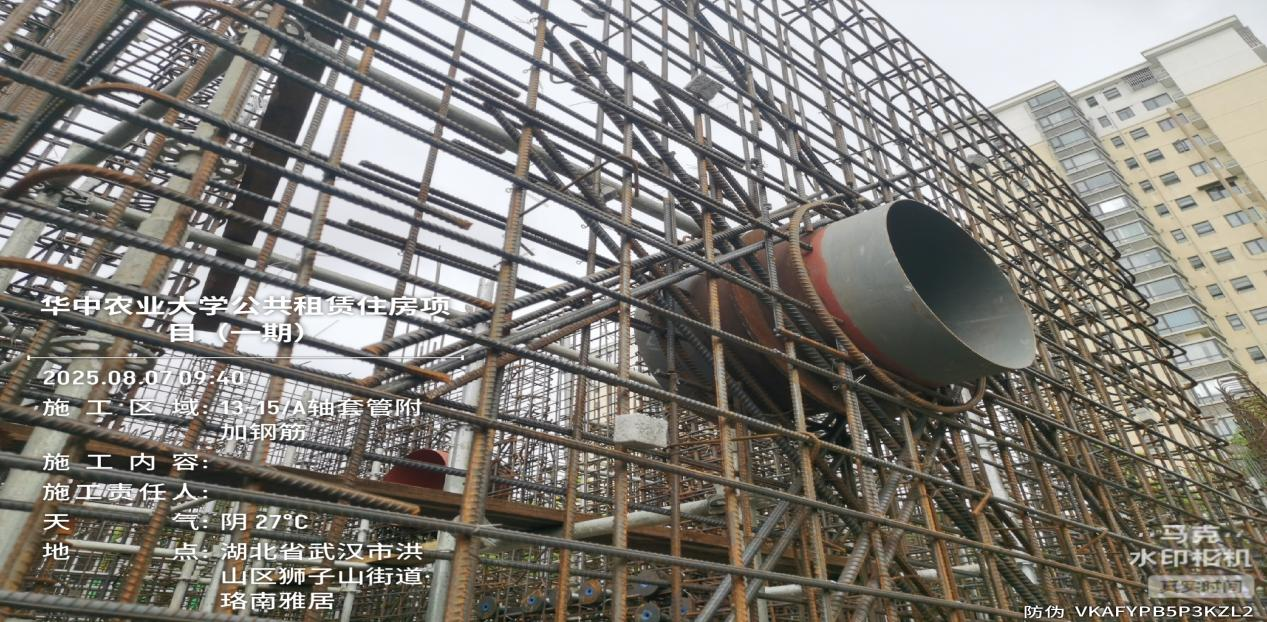 华中农业大学公共租赁住房项
目（一期）
2025.08.07 09:40
施工区域: 13-15/A轴套管附
加钢筋
施工内容:
施工责任人:
天气: 阴 27℃
地点: 湖北省武汉市洪
山区狮子山街道·
珞南雅居
马克
水印相机
真实时间
防伪 VKAFYPB5P3KZL2